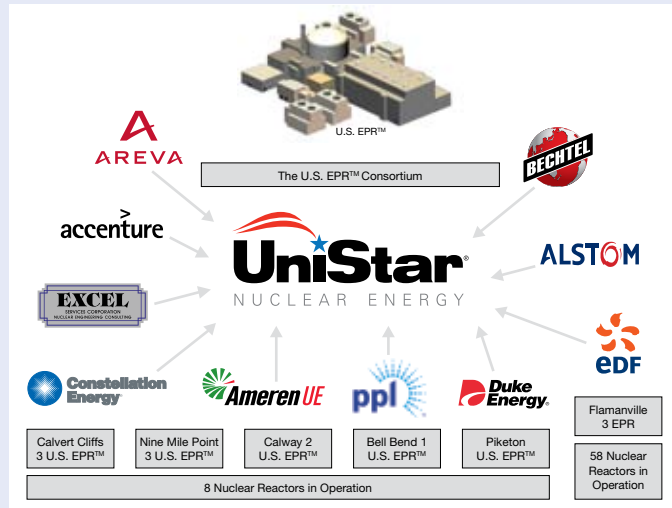 U.S. EPR™
AREVA
BECHTEL
The U.S. EPR™ Consortium
accenture
>
UniStar®
NUCLEAR ENERGY
ALSTOM
EXCEL
SERVICES CORPORATION
NUCLEAR ENGINEERING CONSULTING
eDF
Constellation
Energy
Ameren UE
ppl
Duke
Energy®
Flamanville
3 EPR
Calvert Cliffs
3 U.S. EPR™
Nine Mile Point
3 U.S. EPR™
Calway 2
U.S. EPR™
Bell Bend 1
U.S. EPR™
Piketon
U.S. EPR™
58 Nuclear
Reactors in
Operation
8 Nuclear Reactors in Operation